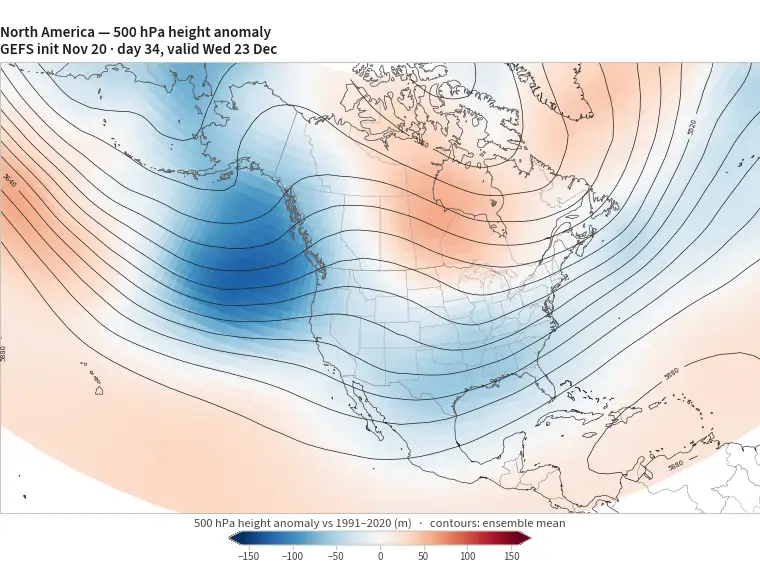 North America — 500 hPa height anomaly
GEFS init Nov 20 · day 34, valid Wed 23 Dec
5520
5640
5880
5880
5880
500 hPa height anomaly vs 1991–2020 (m) · contours: ensemble mean
−150 −100 −50 0 50 100 150